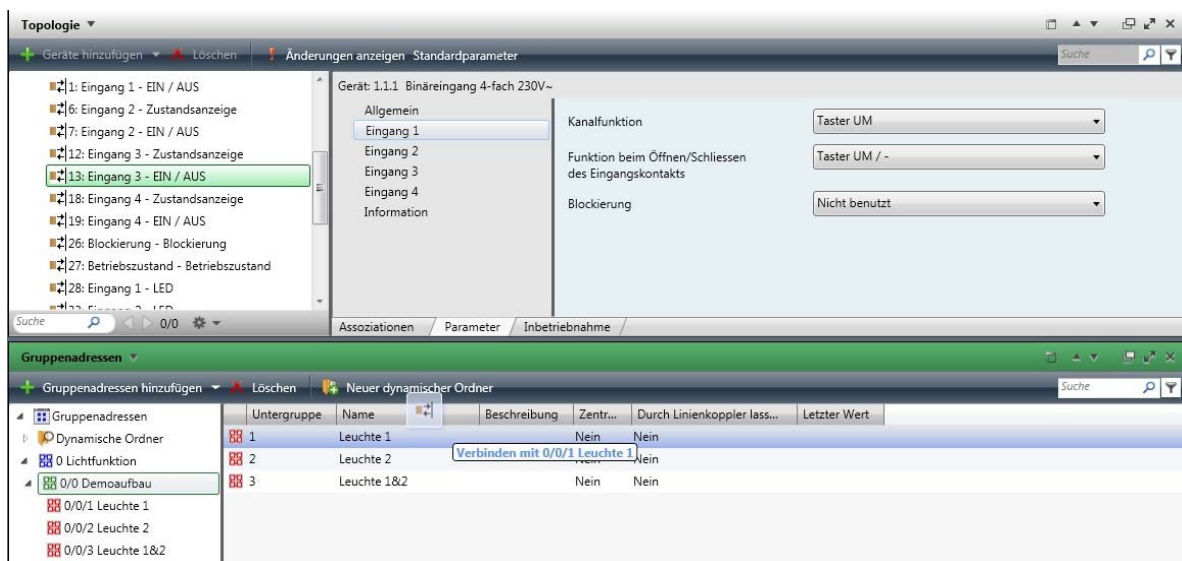 Topologie
Geräte hinzufügen Löschen Änderungen anzeigen Standardparameter Suche
1: Eingang 1 - EIN / AUS
6: Eingang 2 - Zustandsanzeige
7: Eingang 2 - EIN / AUS
12: Eingang 3 - Zustandsanzeige
13: Eingang 3 - EIN / AUS
18: Eingang 4 - Zustandsanzeige
19: Eingang 4 - EIN / AUS
26: Blockierung - Blockierung
27: Betriebszustand - Betriebszustand
28: Eingang 1 - LED
Suche 0/0
Gerät: 1.1.1 Binäreingang 4-fach 230V~
Allgemein
Eingang 1
Eingang 2
Eingang 3
Eingang 4
Information
Kanalfunktion Taster UM
Funktion beim Öffnen/Schliessen Taster UM / -
des Eingangskontakts
Blockierung Nicht benutzt
Assoziationen Parameter Inbetriebnahme
Gruppenadressen
Gruppenadressen hinzufügen Löschen Neuer dynamischer Ordner Suche
Gruppenadressen
Dynamische Ordner
0 Lichtfunktion
0/0 Demoaufbau
0/0/1 Leuchte 1
0/0/2 Leuchte 2
0/0/3 Leuchte 1&2
Untergruppe Name Beschreibung Zentr... Durch Linienkoppler lass... Letzter Wert
1 Leuchte 1 Nein Nein
Verbinden mit 0/0/1 Leuchte 1
2 Leuchte 2 Nein
3 Leuchte 1&2 Nein Nein